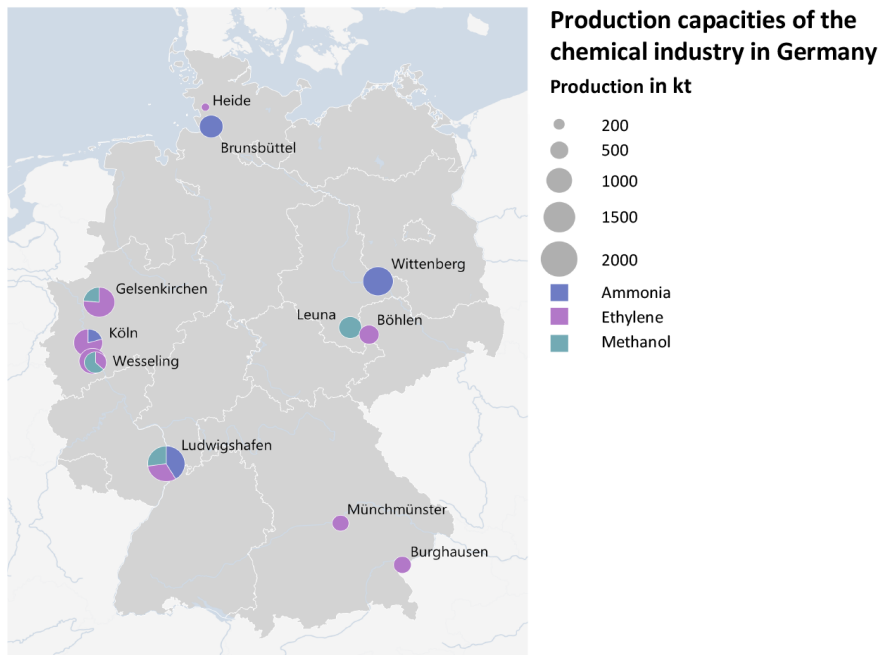 Production capacities of the
chemical industry in Germany
Production in kt
200
500
1000
1500
2000
Ammonia
Ethylene
Methanol
Heide
Brunsbüttel
Wittenberg
Gelsenkirchen
Leuna
Böhlen
Köln
Wesseling
Ludwigshafen
Münchmünster
Burghausen